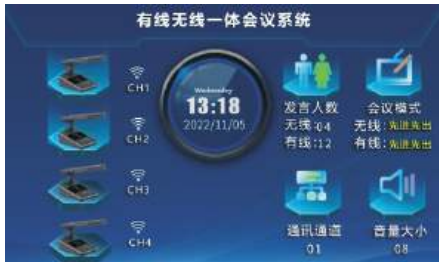 有线无线一体会议系统
CH1
CH2
CH3
CH4
Wednesday
13:18
2022/11/05
发言人数
无线:04
有线:12
会议模式
无线:先进先出
有线:先进先出
通讯通道
01
音量大小
08